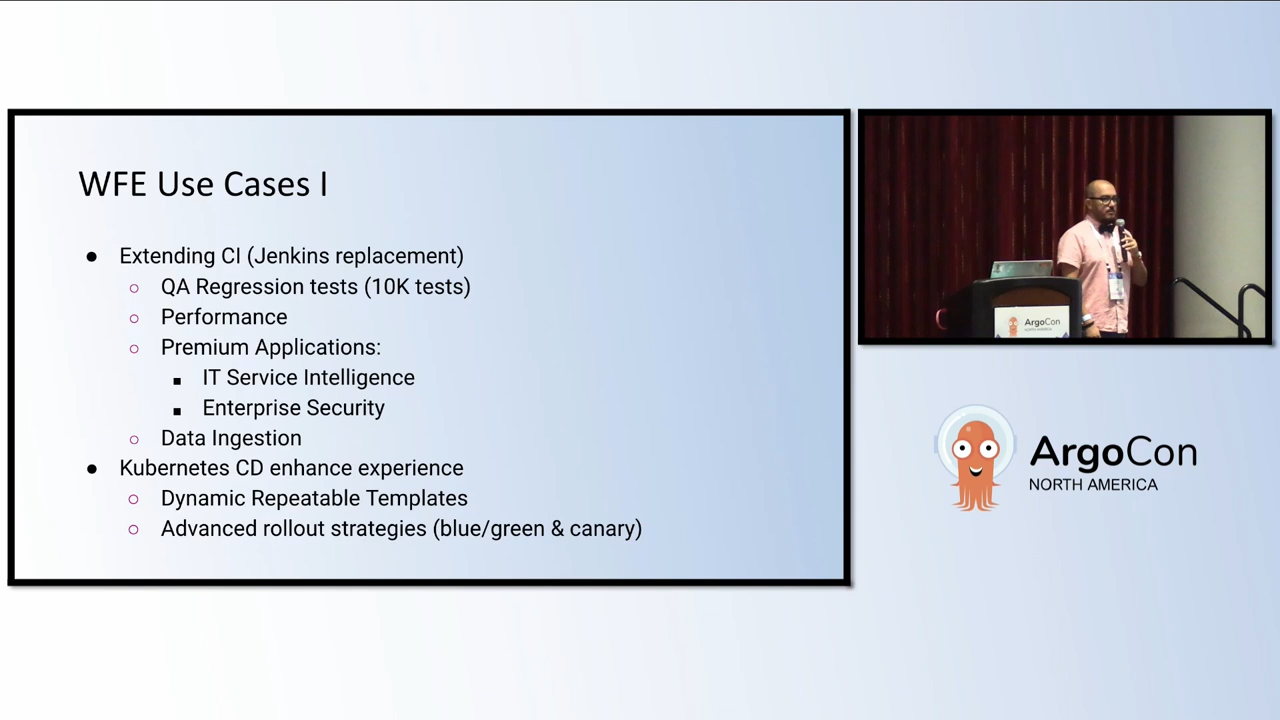 WFE Use Cases I
● Extending CI (Jenkins replacement)
○ QA Regression tests (10K tests)
○ Performance
○ Premium Applications:
■ IT Service Intelligence
■ Enterprise Security
○ Data Ingestion
● Kubernetes CD enhance experience
○ Dynamic Repeatable Templates
○ Advanced rollout strategies (blue/green & canary)
ArgoCon
NORTH AMERICA
ArgoCon
NORTH AMERICA